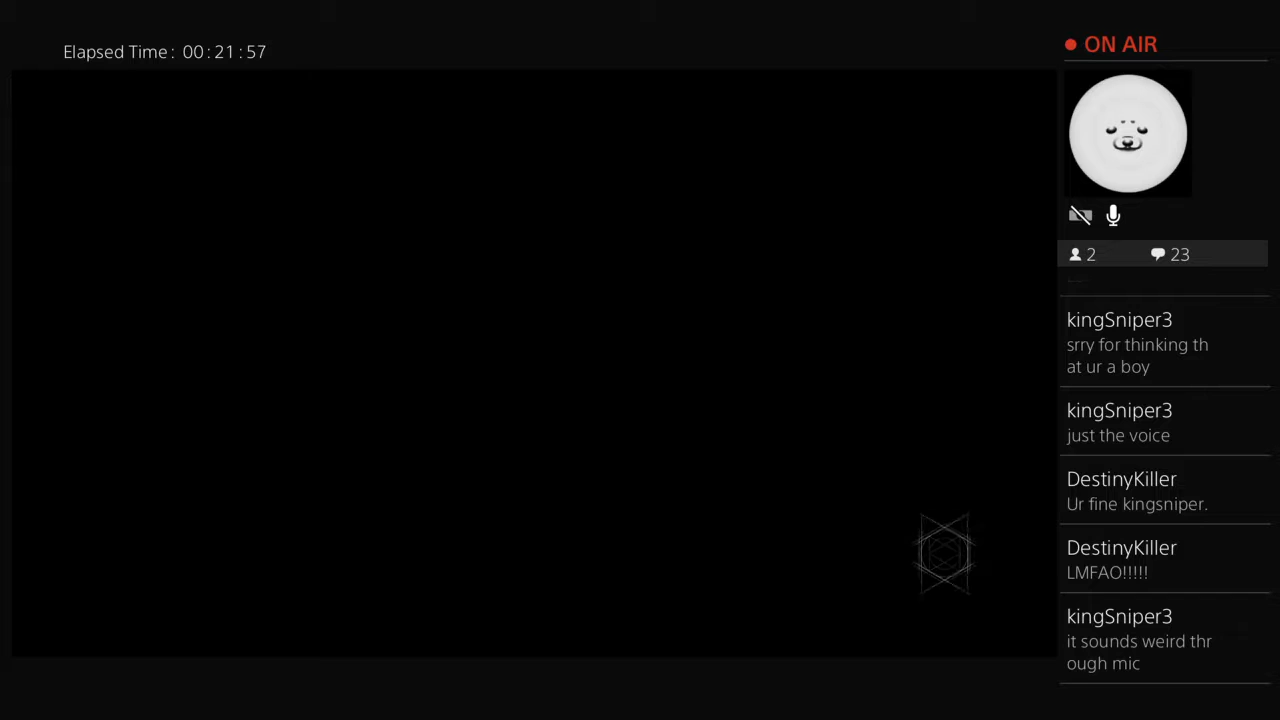 Elapsed Time: 00:21:57
ON AIR
2 23
kingSniper3
srry for thinking th
at ur a boy
kingSniper3
just the voice
DestinyKiller
Ur fine kingsniper.
DestinyKiller
LMFAO!!!!!
kingSniper3
it sounds weird thr
ough mic